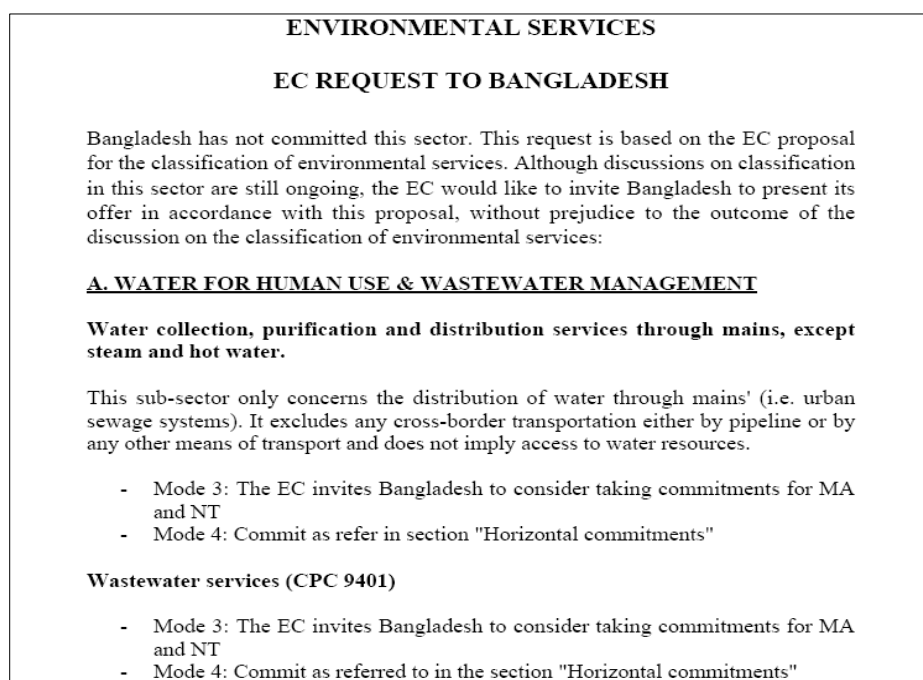 ENVIRONMENTAL SERVICES
EC REQUEST TO BANGLADESH
Bangladesh has not committed this sector. This request is based on the EC proposal
for the classification of environmental services. Although discussions on classification
in this sector are still ongoing, the EC would like to invite Bangladesh to present its
offer in accordance with this proposal, without prejudice to the outcome of the
discussion on the classification of environmental services:
A. WATER FOR HUMAN USE & WASTEWATER MANAGEMENT
Water collection, purification and distribution services through mains, except
steam and hot water.
This sub-sector only concerns the distribution of water through mains' (i.e. urban
sewage systems). It excludes any cross-border transportation either by pipeline or by
any other means of transport and does not imply access to water resources.
- Mode 3: The EC invites Bangladesh to consider taking commitments for MA
and NT
- Mode 4: Commit as refer in section "Horizontal commitments"
Wastewater services (CPC 9401)
- Mode 3: The EC invites Bangladesh to consider taking commitments for MA
and NT
- Mode 4: Commit as referred to in the section "Horizontal commitments"